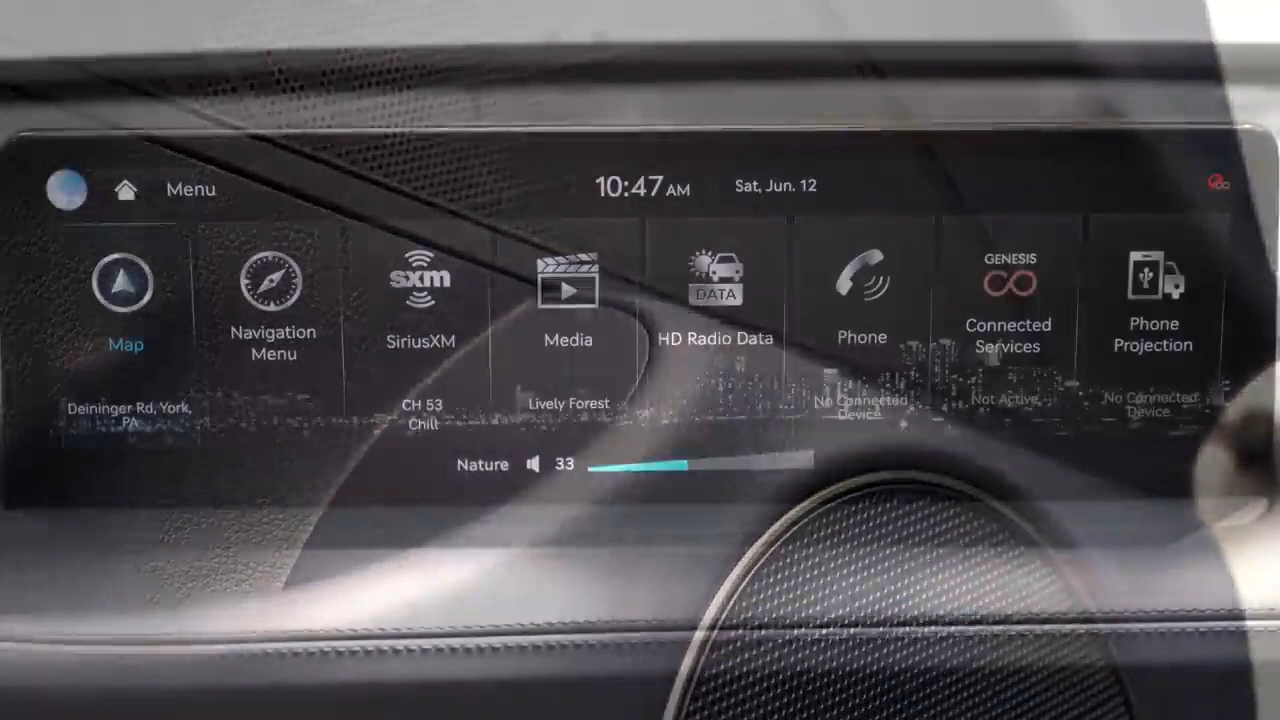 Menu
10:47 AM
Sat, Jun. 12
Map
Deininger Rd, York,
PA
Navigation
Menu
sxm
SiriusXM
CH 53
Chill
Media
Lively Forest
DATA
HD Radio Data
Phone
No Connected
Device
GENESIS
Connected
Services
Not Active
Phone
Projection
No Connected
Device
Nature
33